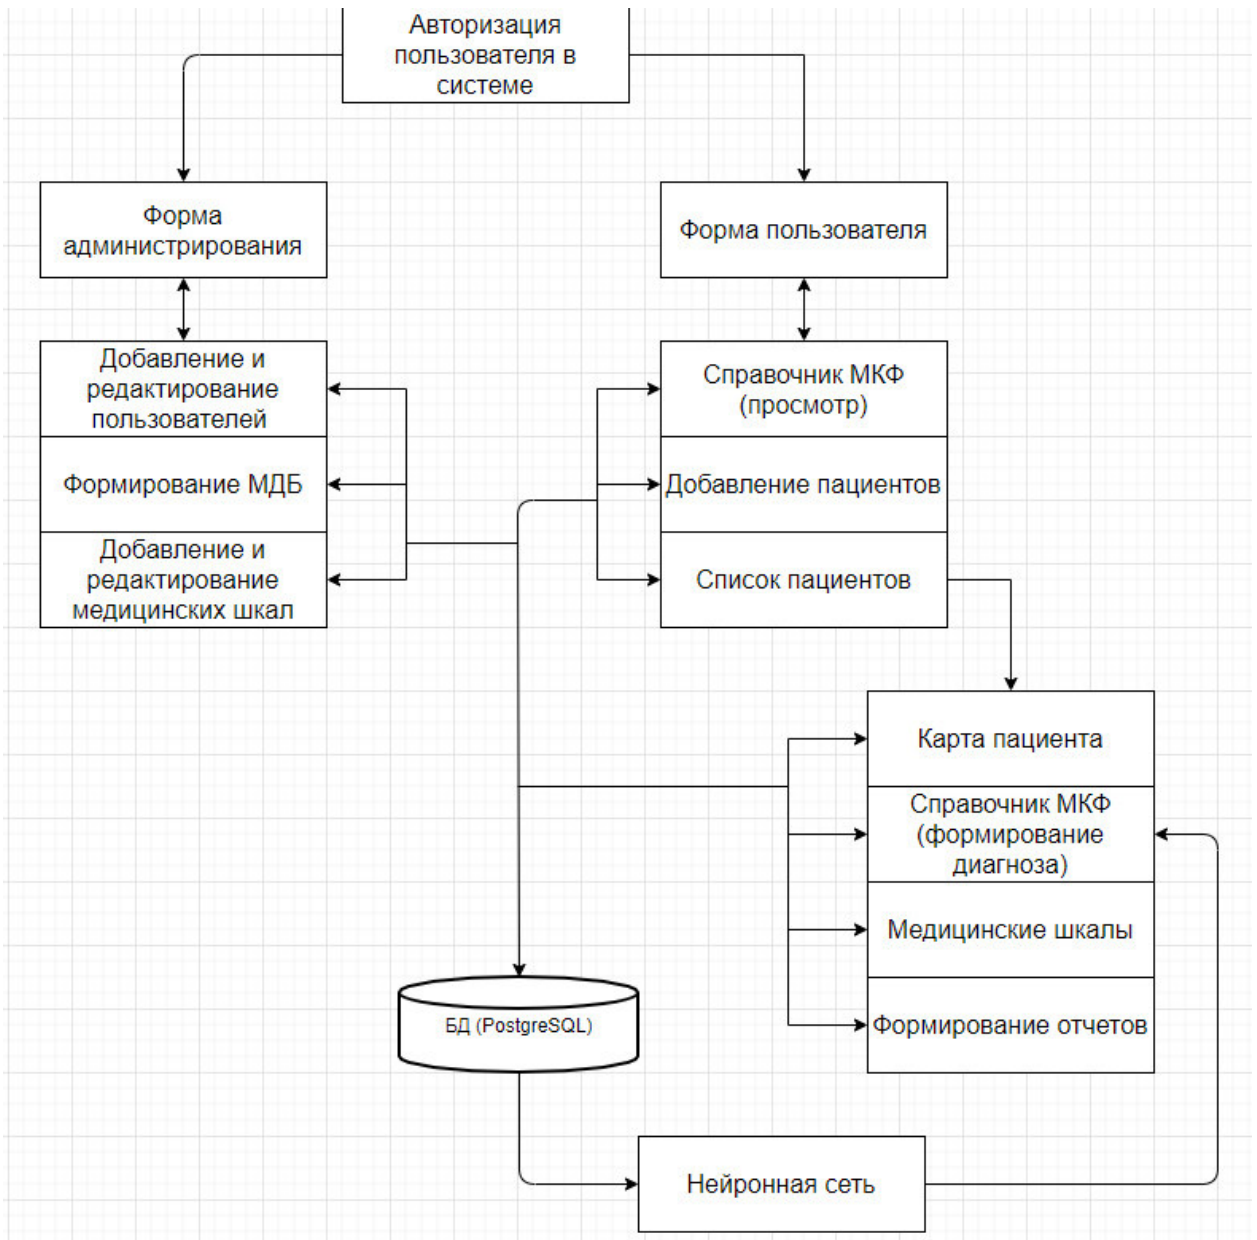 Авторизация
пользователя в
системе
Форма
администрирования
Форма пользователя
Добавление и
редактирование
пользователей
Формирование МДБ
Добавление и
редактирование
медицинских шкал
Справочник МКФ
(просмотр)
Добавление пациентов
Список пациентов
Карта пациента
Справочник МКФ
(формирование
диагноза)
Медицинские шкалы
Формирование отчетов
БД (PostgreSQL)
Нейронная сеть